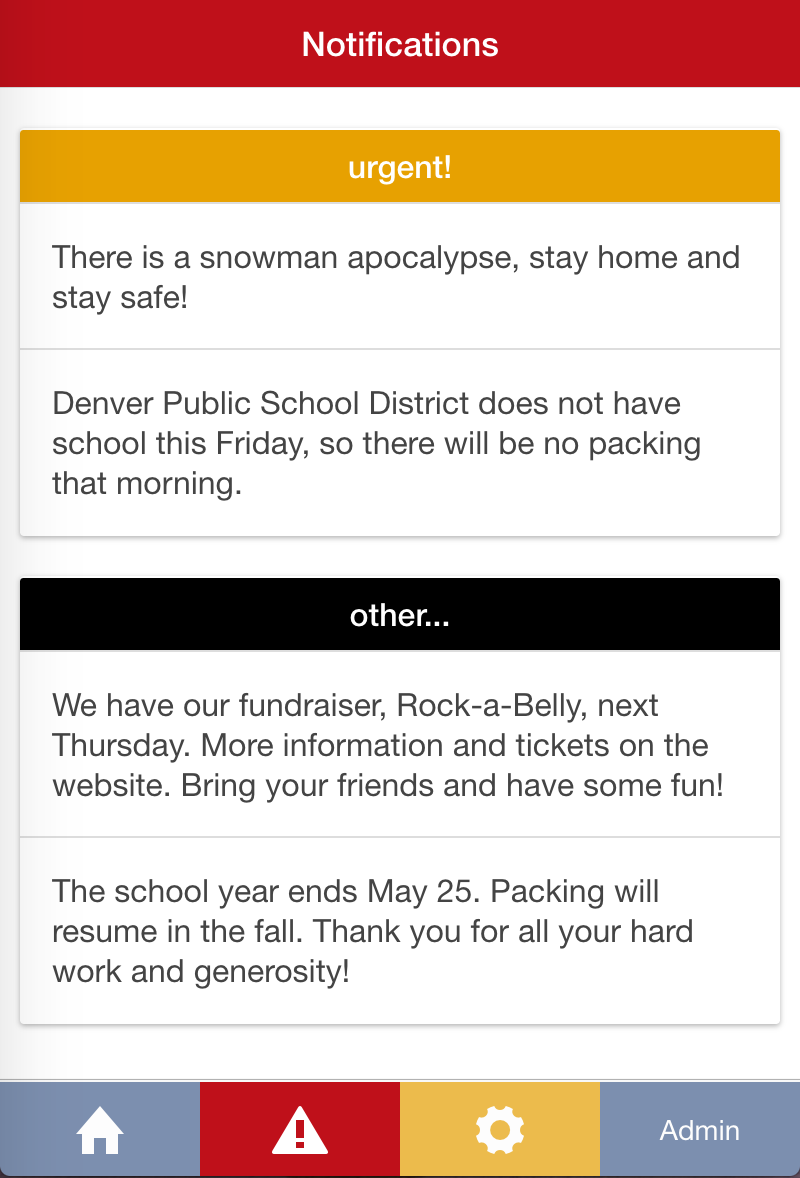 Notifications
urgent!
There is a snowman apocalypse, stay home and
stay safe!
Denver Public School District does not have
school this Friday, so there will be no packing
that morning.
other...
We have our fundraiser, Rock-a-Belly, next
Thursday. More information and tickets on the
website. Bring your friends and have some fun!
The school year ends May 25. Packing will
resume in the fall. Thank you for all your hard
work and generosity!
Admin